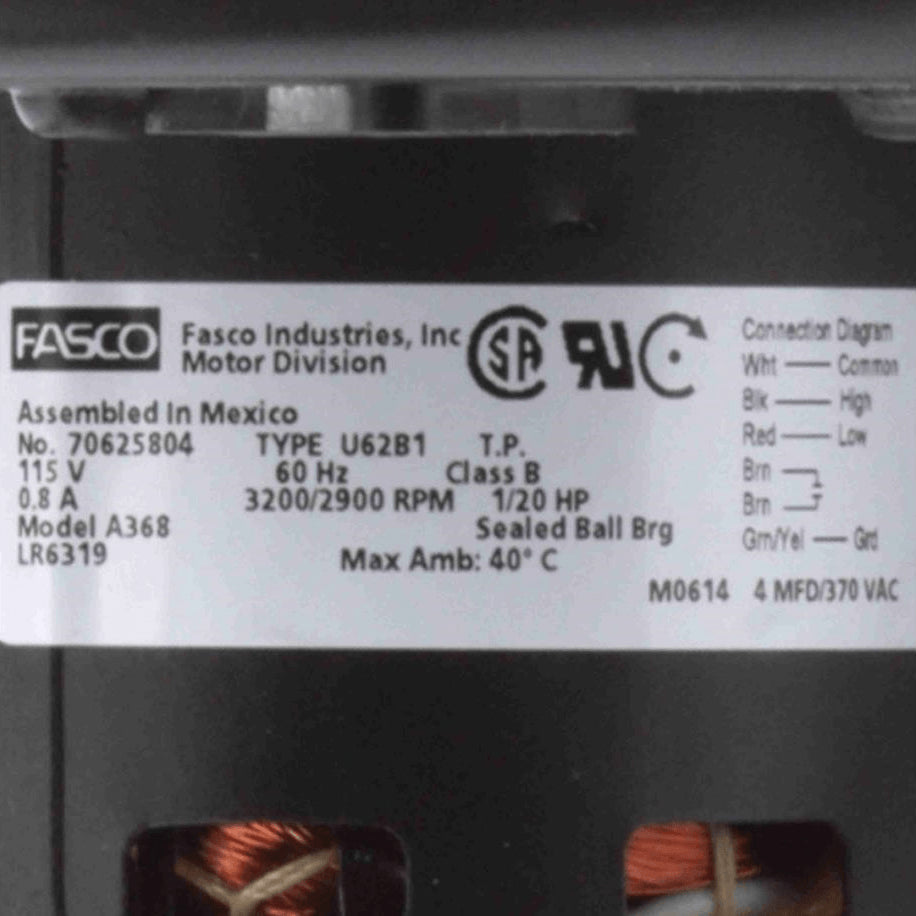 FASCO
Fasco Industries, Inc
Motor Division
SA
Assembled In Mexico
No. 70625804 TYPE U62B1 T.P.
115 V 60 Hz Class B
0.8 A 3200/2900 RPM 1/20 HP
Model A368 Sealed Ball Brg
LR6319 Max Amb: 40° C
M0614 4 MFD/370 VAC
Connection Diagram
Wht — Common
Blk — High
Red — Low
Brn
Brn
Grn/Yel — Grd